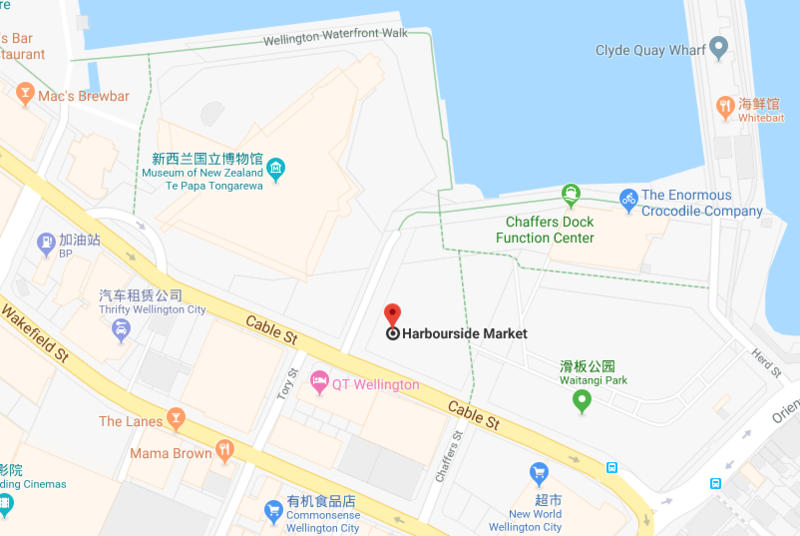 re
's Bar
staurant
Mac's Brewbar
Wellington Waterfront Walk
Clyde Quay Wharf
海鲜馆
Whitebait
新西兰国立博物馆
Museum of New Zealand
Te Papa Tongarewa
The Enormous
Crocodile Company
Chaffers Dock
Function Center
加油站
BP
汽车租赁公司
Thrifty Wellington City
Wakefield St
Cable St
Harbourside Market
Tory St
QT Wellington
滑板公园
Waitangi Park
Herd St
Orien
The Lanes
Mama Brown
Cable St
Chaffers St
影院
ding Cinemas
有机食品店
Commonsense
Wellington City
超市
New World
Wellington City